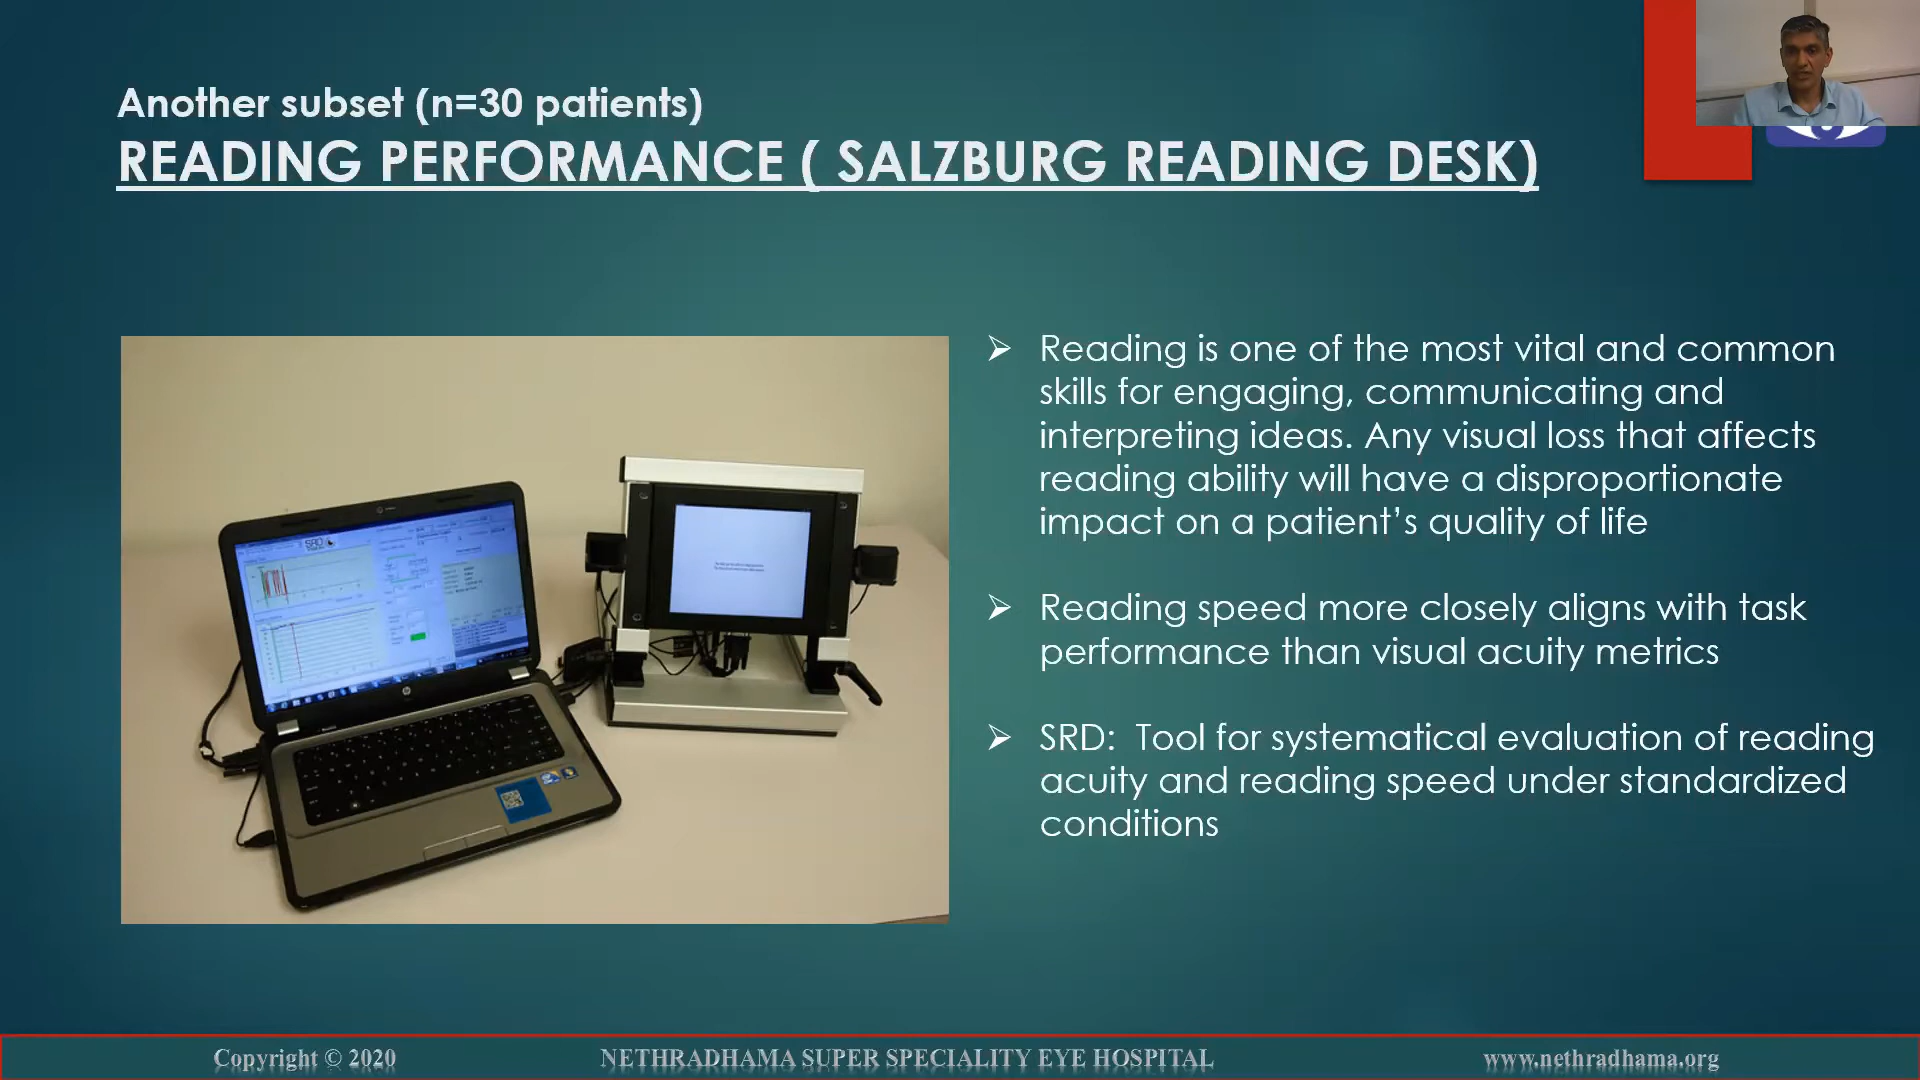 Another subset (n=30 patients)
READING PERFORMANCE ( SALZBURG READING DESK)
Reading is one of the most vital and common
skills for engaging, communicating and
interpreting ideas. Any visual loss that affects
reading ability will have a disproportionate
impact on a patient’s quality of life
Reading speed more closely aligns with task
performance than visual acuity metrics
SRD: Tool for systematical evaluation of reading
acuity and reading speed under standardized
conditions
SRD
Copyright © 2020
NETHRADHAMA SUPER SPECIALITY EYE HOSPITAL
www.nethradhama.org